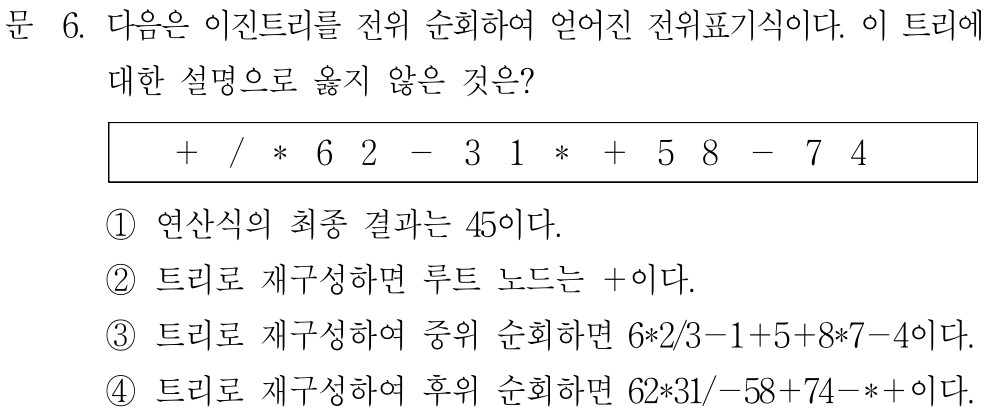 문 6. 다음은 이진트리를 전위 순회하여 얻어진 전위표기식이다. 이 트리에
대한 설명으로 옳지 않은 것은?
+ / * 6 2 - 3 1 * + 5 8 - 7 4
① 연산식의 최종 결과는 45이다.
② 트리로 재구성하면 루트 노드는 +이다.
③ 트리로 재구성하여 중위 순회하면 6*2/3-1+5+8*7-4이다.
④ 트리로 재구성하여 후위 순회하면 62*31/-58+74-*+이다.